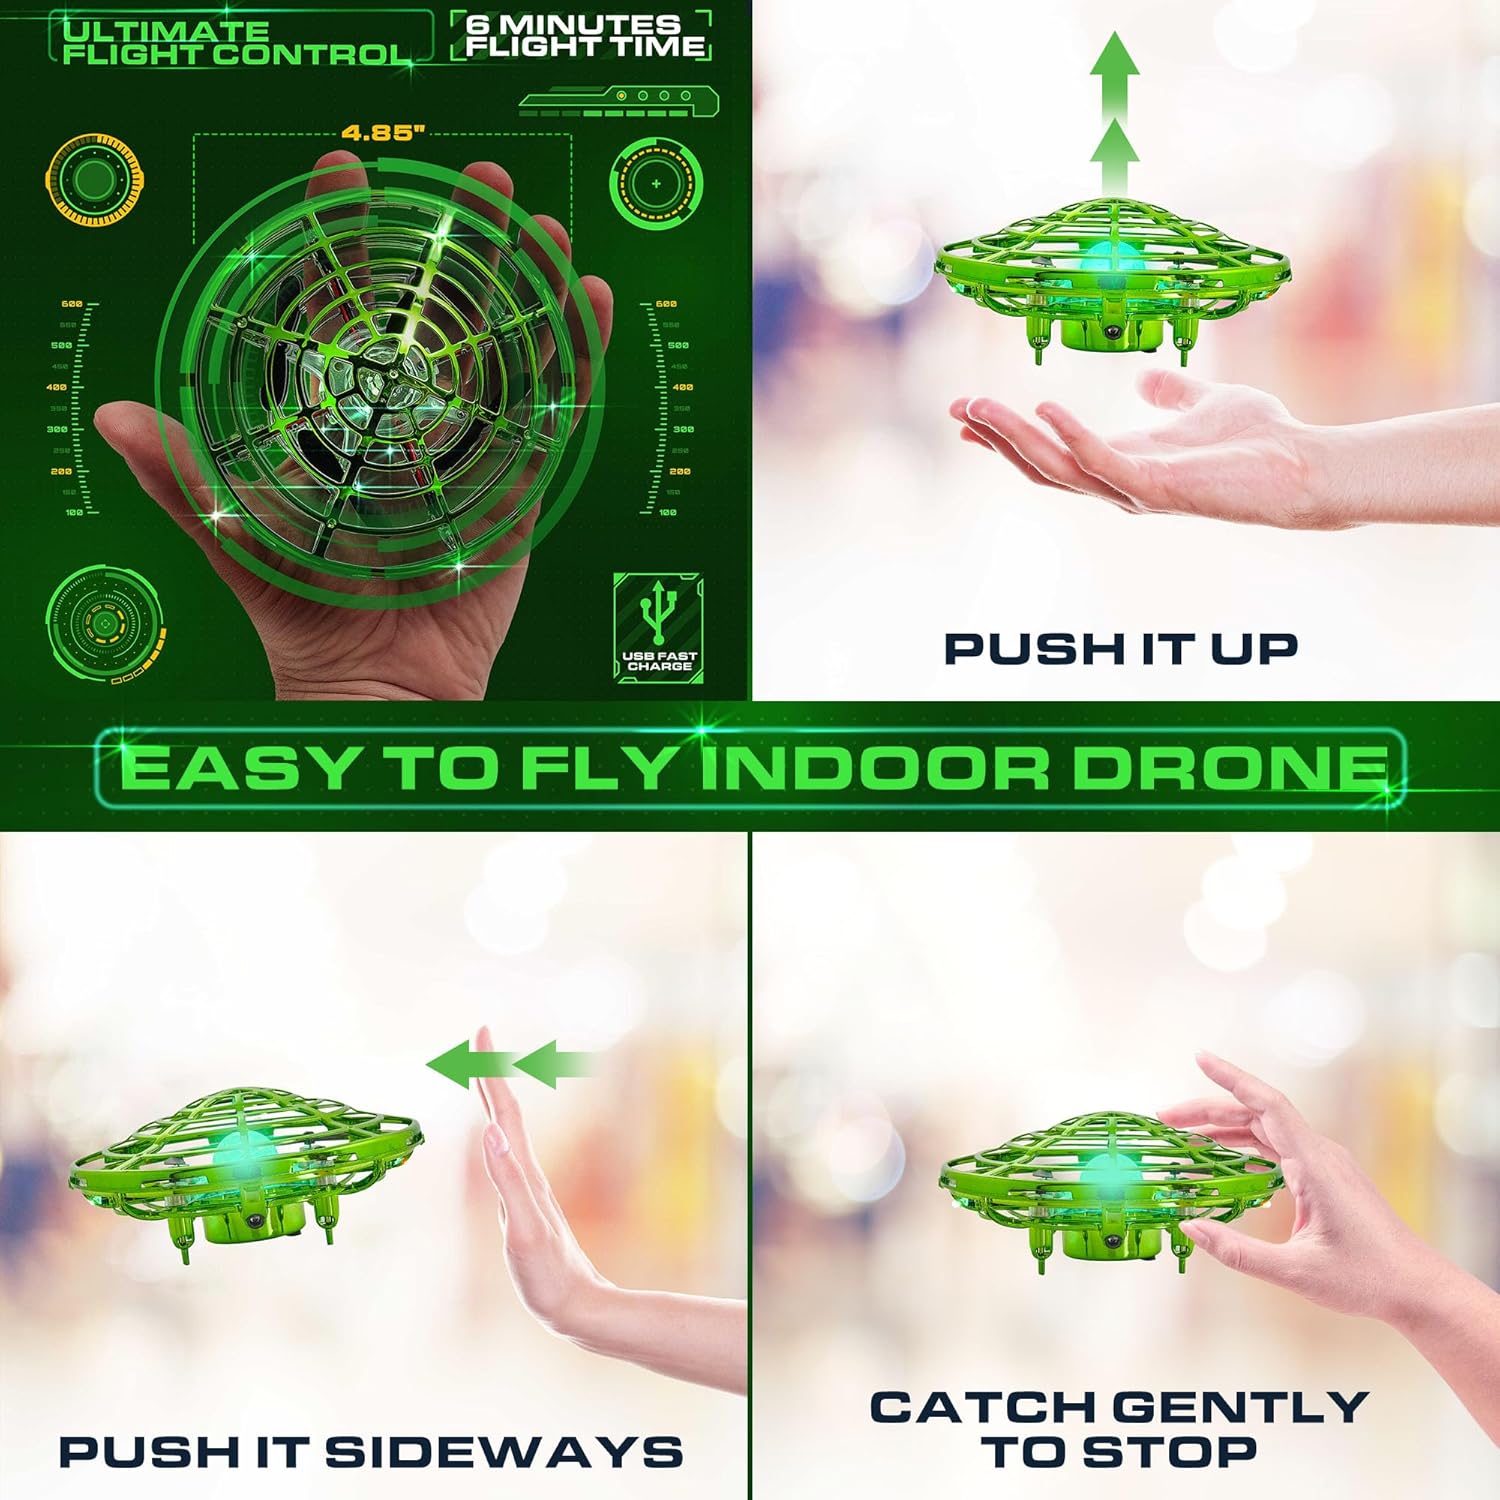 ULTIMATE
FLIGHT CONTROL
6 MINUTES
FLIGHT TIME
4.85"
600
550
500
450
400
350
300
250
200
150
100
600
550
500
450
400
350
300
250
200
150
100
USB FAST
CHARGE
PUSH IT UP
EASY TO FLY INDOOR DRONE
PUSH IT SIDEWAYS
CATCH GENTLY
TO STOP